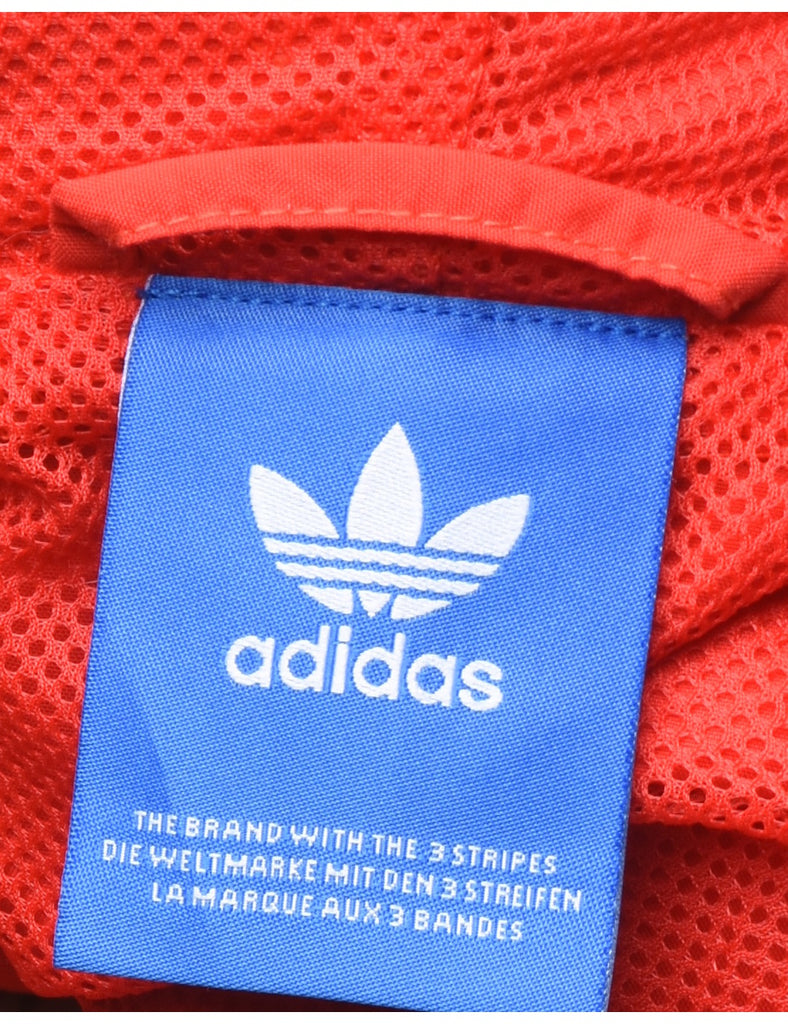 adidas
THE BRAND WITH THE 3 STRIPES
DIE WELTMARKE MIT DEN 3 STREIFEN
LA MARQUE AUX 3 BANDES